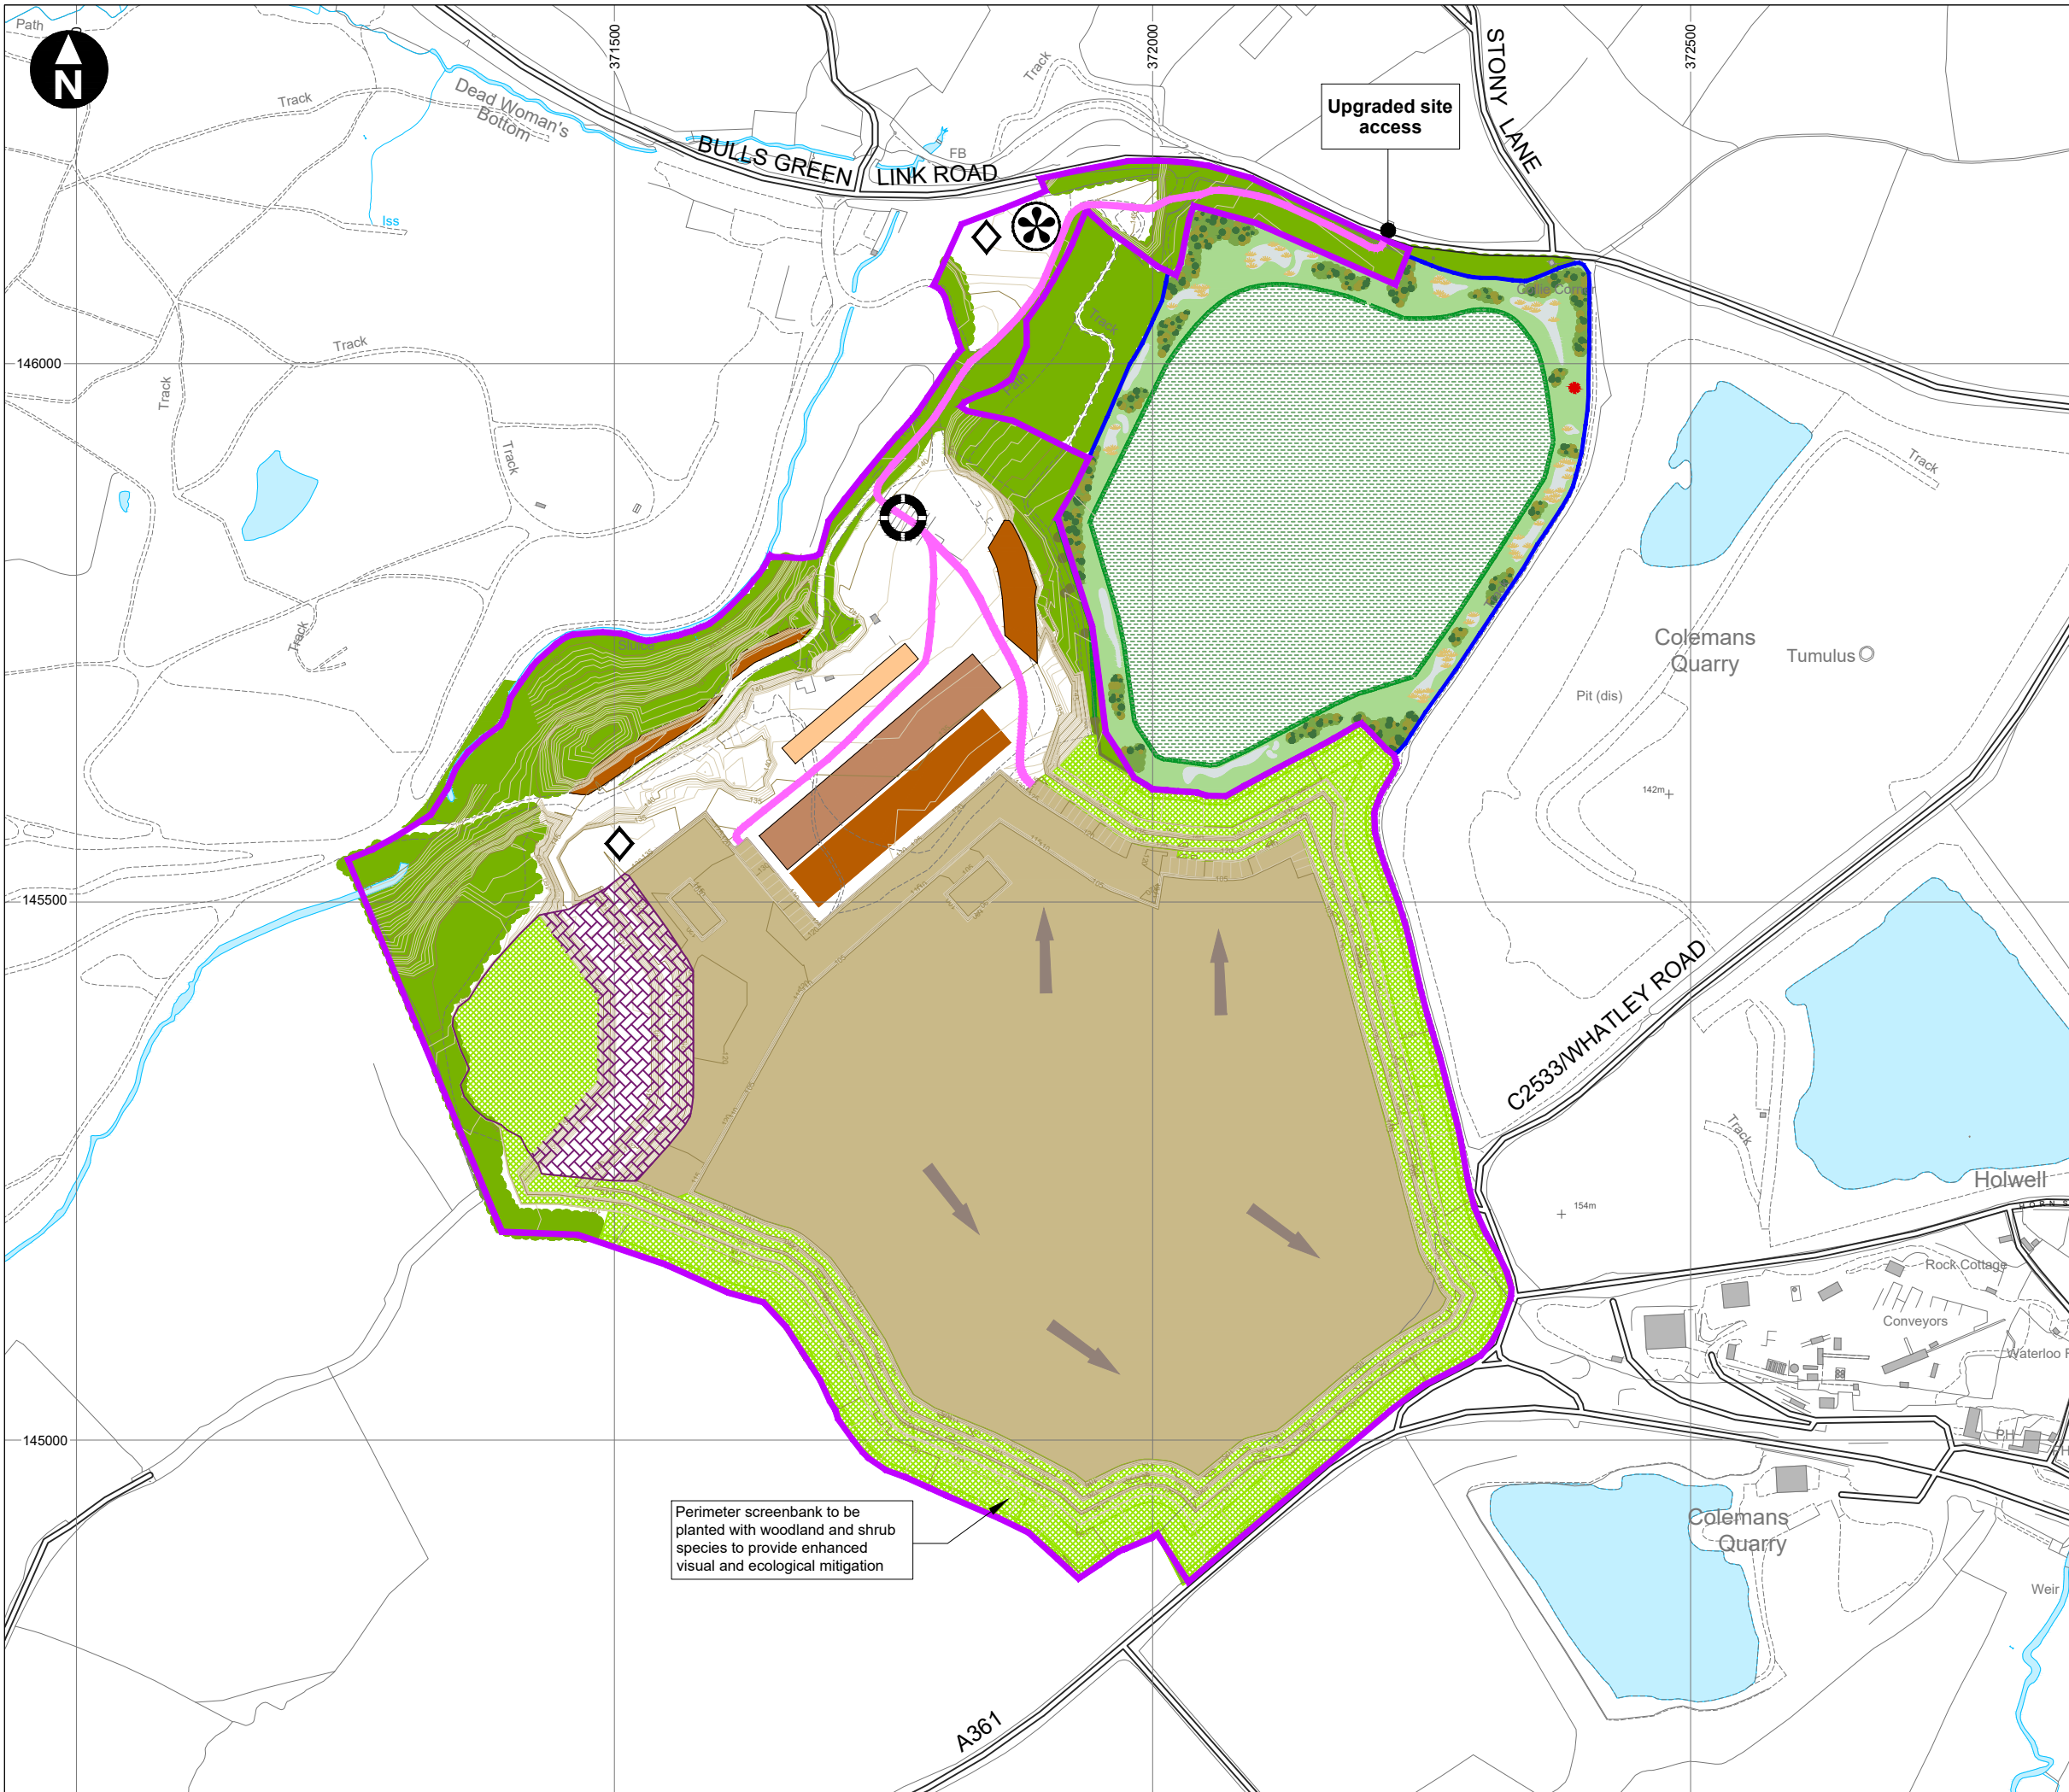 Path
N
371500
372000
372500
Track
Dead Woman's
Bottom
Track
STONY LANE
Upgraded site
access
BULLS GREEN LINK ROAD
FB
Iss
Track
146000
Track
Track
Path
Track
Track
Track
Sluice
Colemans
Quarry
Tumulus
Pit (dis)
142m
145500
C2533/WHATLEY ROAD
Track
Holwell
154m
Rock Cottage
Conveyors
Waterloo
145000
PH
Perimeter screenbank to be
planted with woodland and shrub
species to provide enhanced
visual and ecological mitigation
Colemans
Quarry
Weir
A361